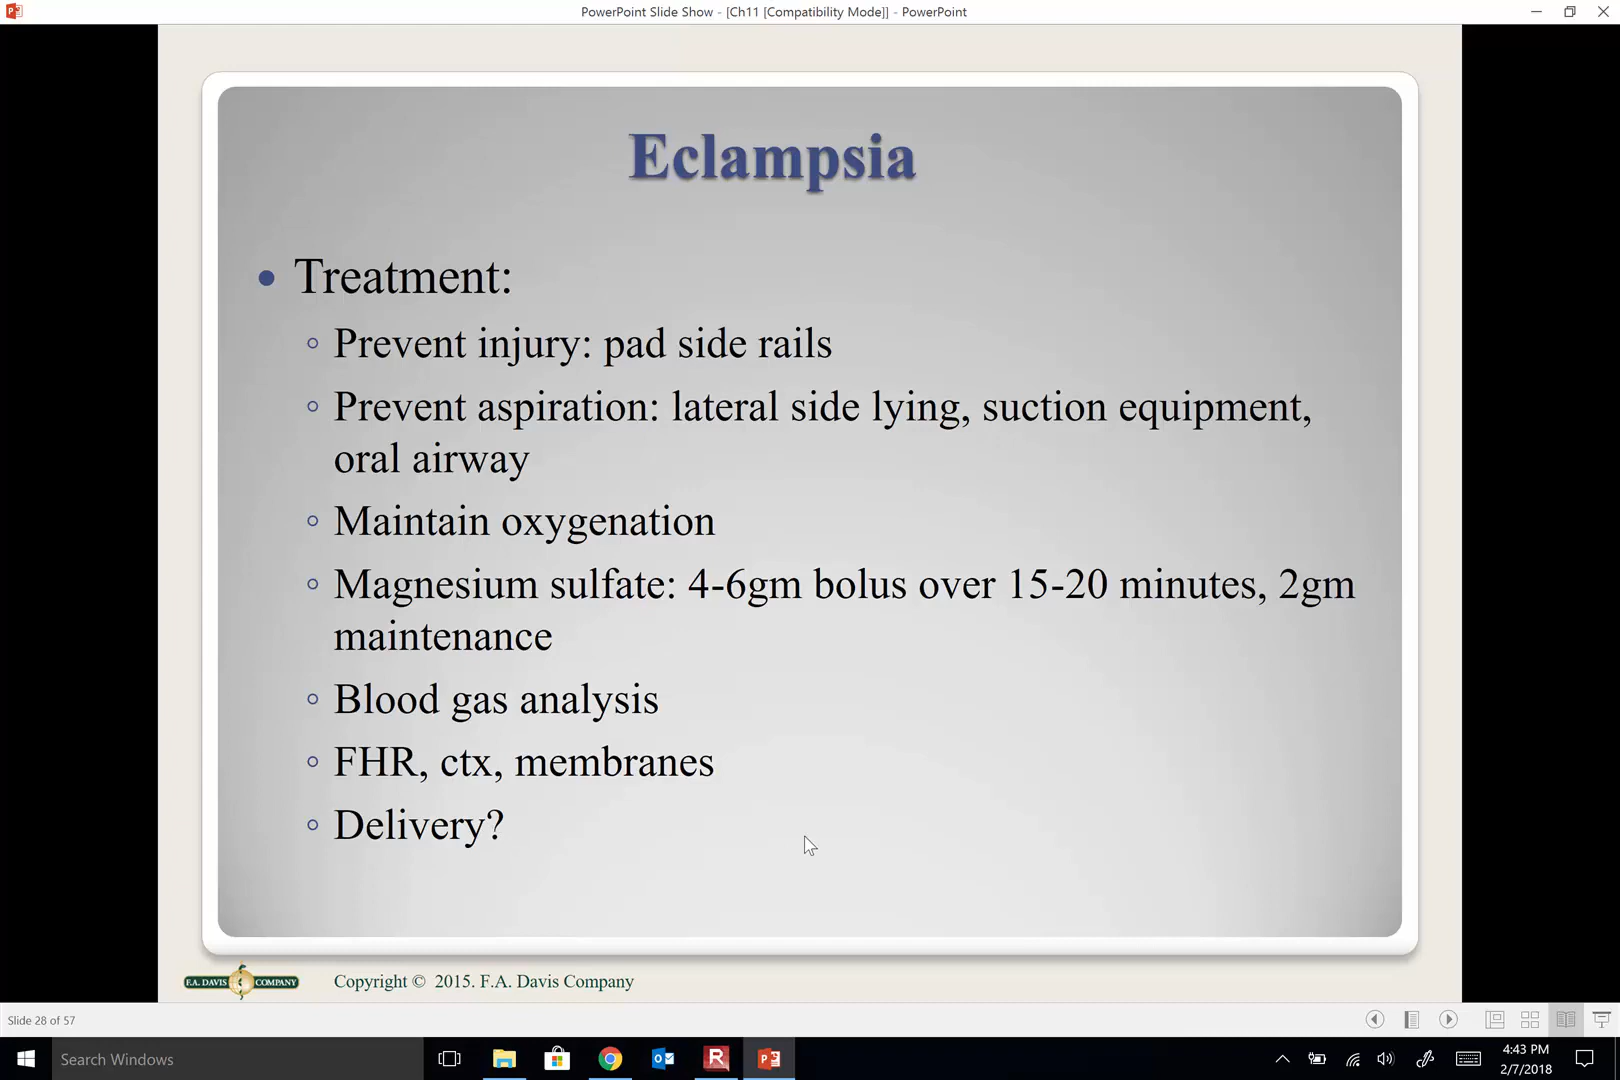 PowerPoint Slide Show - [Ch11 [Compatibility Mode]] - PowerPoint
Eclampsia
Treatment:
Prevent injury: pad side rails
Prevent aspiration: lateral side lying, suction equipment,
oral airway
Maintain oxygenation
Magnesium sulfate: 4-6gm bolus over 15-20 minutes, 2gm
maintenance
Blood gas analysis
FHR, ctx, membranes
Delivery?
F.A. DAVIS COMPANY
Copyright © 2015. F.A. Davis Company
Slide 28 of 57
Search Windows
4:43 PM
2/7/2018